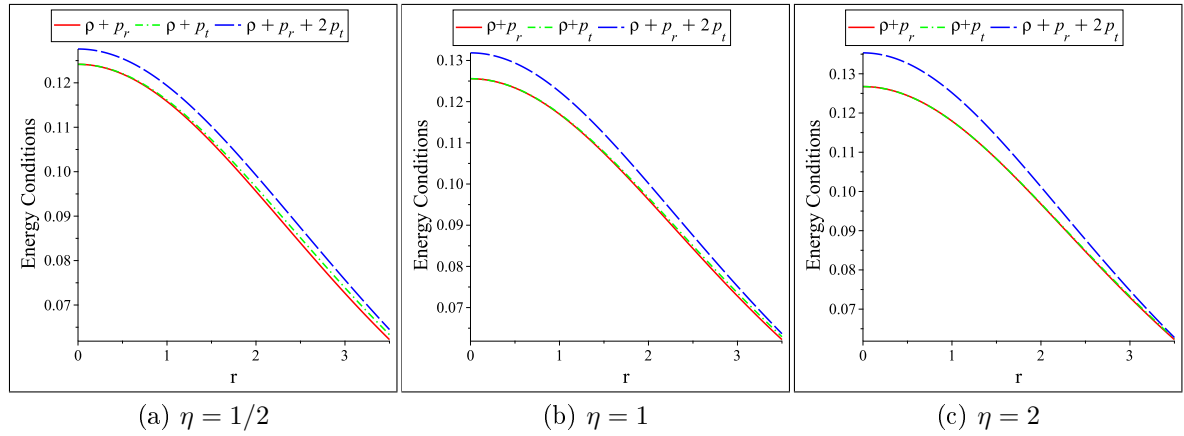 ρ + p_r ρ + p_t ρ + p_r + 2 p_t
Energy Conditions
0.12
0.11
0.10
0.09
0.08
0.07
0 1 2 3
r
(a) η = 1/2
ρ+p_r ρ+p_t ρ + p_r + 2 p_t
Energy Conditions
0.13
0.12
0.11
0.10
0.09
0.08
0.07
0 1 2 3
r
(b) η = 1
ρ+p_r ρ+p_t ρ + p_r + 2 p_t
Energy Conditions
0.13
0.12
0.11
0.10
0.09
0.08
0.07
0 1 2 3
r
(c) η = 2